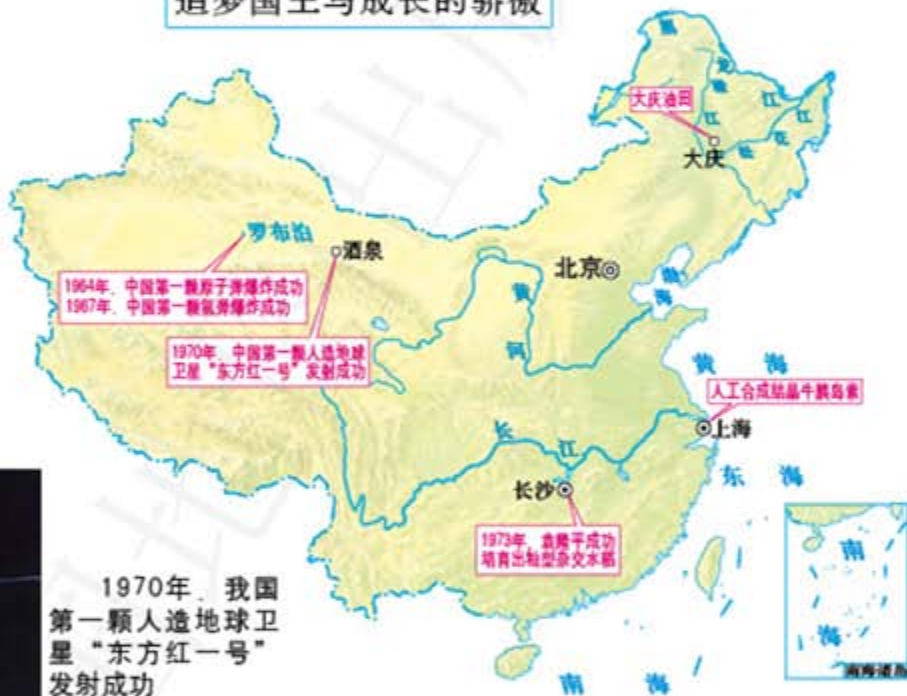 追梦国土与成长的骄傲
黑龙江
嫩江
松花江
大庆油田
大庆
罗布泊
酒泉
北京
渤海
1964年，中国第一颗原子弹爆炸成功
1967年，中国第一颗氢弹爆炸成功
黄河
1970年，中国第一颗人造地球
卫星“东方红一号”发射成功
黄海
人工合成结晶牛胰岛素
上海
长江
东海
长沙
1973年，袁隆平成功
培育出籼型杂交水稻
1970年，我国
第一颗人造地球卫
星“东方红一号”
发射成功
南海
南海
南海诸岛